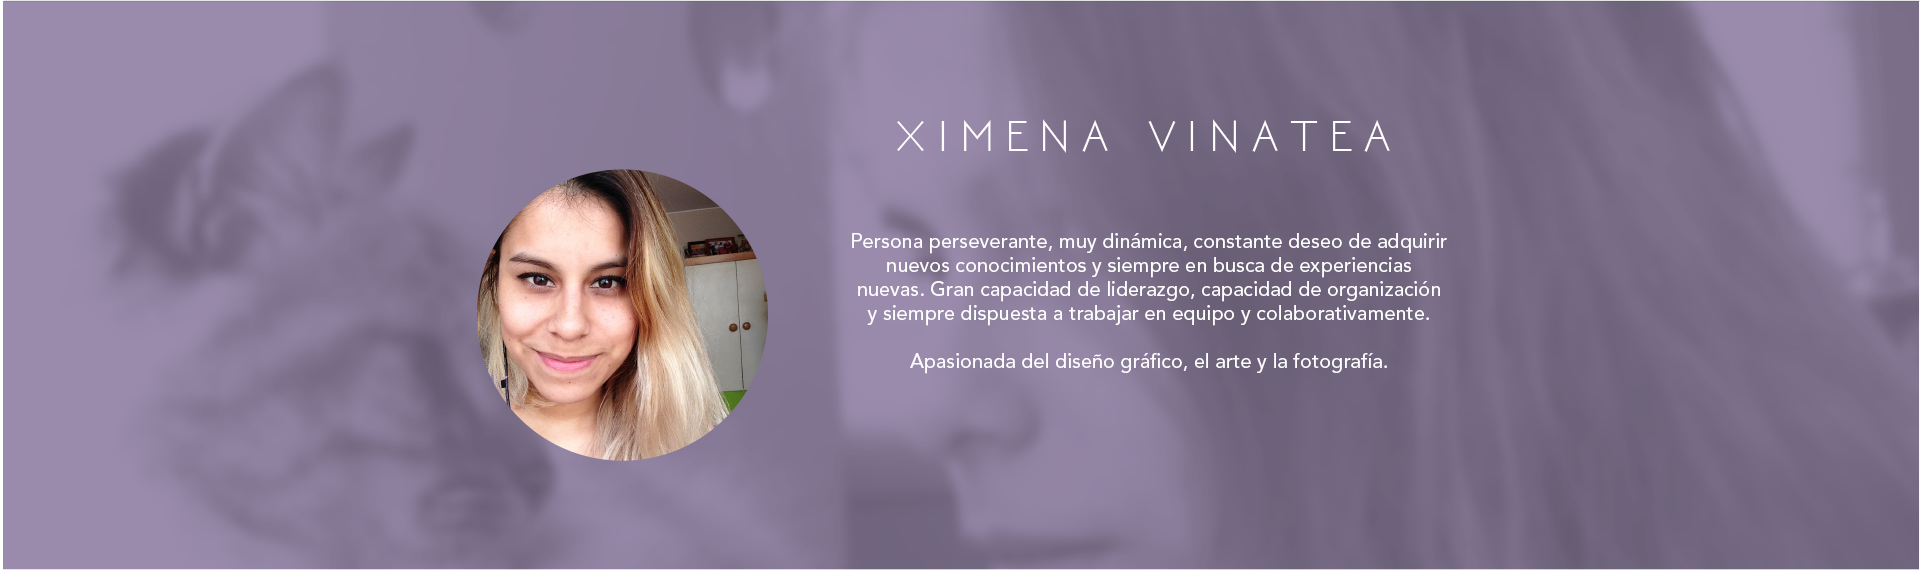 XIMENA VINATEA
Persona perseverante, muy dinámica, constante deseo de adquirir
nuevos conocimientos y siempre en busca de experiencias
nuevas. Gran capacidad de liderazgo, capacidad de organización
y siempre dispuesta a trabajar en equipo y colaborativamente.
Apasionada del diseño gráfico, el arte y la fotografía.